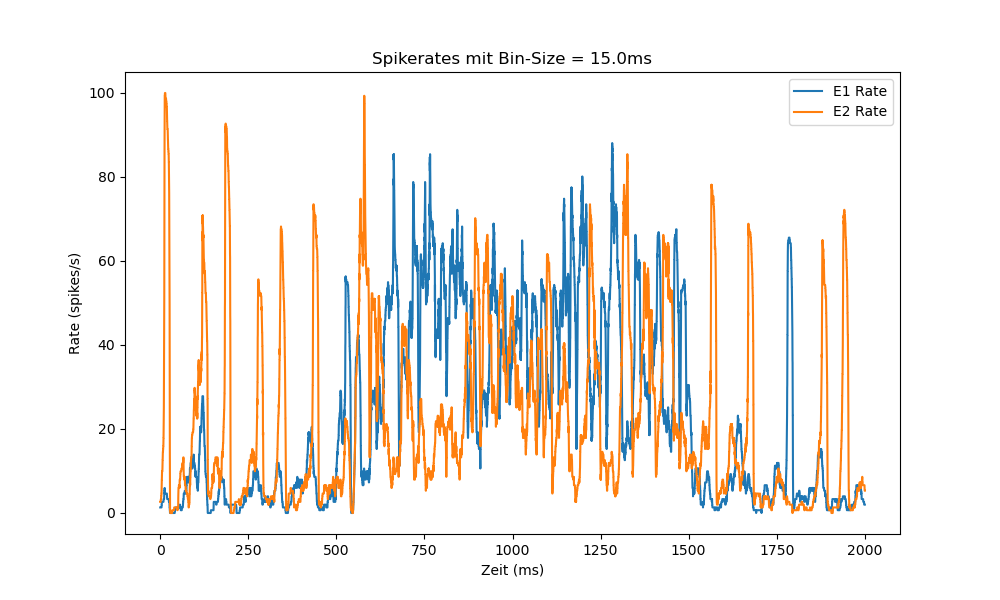 Spikerates mit Bin-Size = 15.0ms
E1 Rate
E2 Rate
100
80
60
40
20
0
Rate (spikes/s)
0 250 500 750 1000 1250 1500 1750 2000
Zeit (ms)